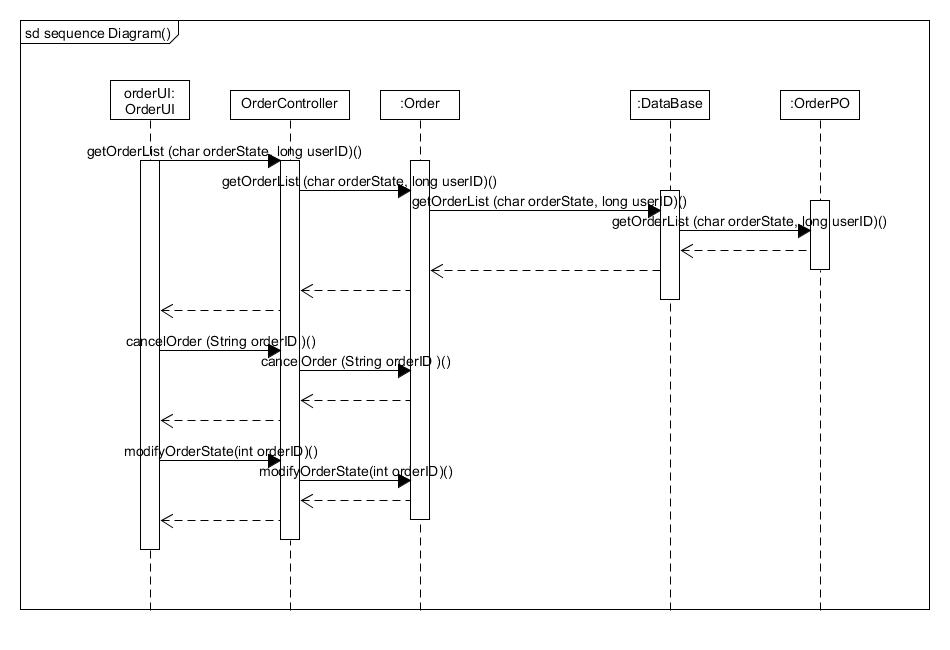 sd sequence Diagram()
orderUI:
OrderUI
OrderController
:Order
:DataBase
:OrderPO
getOrderList (char orderState, long userID)()
getOrderList (char orderState, long userID)()
getOrderList (char orderState, long userID)()
getOrderList (char orderState, long userID)()
cancelOrder (String orderID )()
cancelOrder (String orderID )()
modifyOrderState(int orderID)()
modifyOrderState(int orderID)()